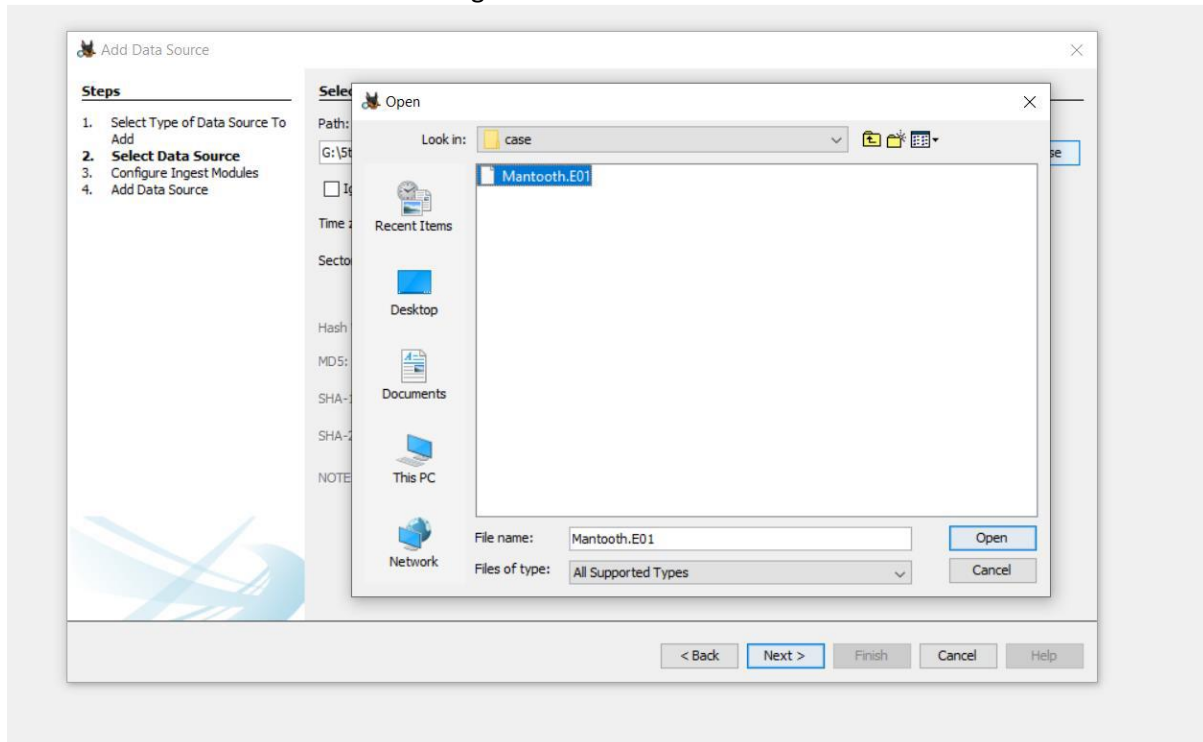 Add Data Source
Steps
1. Select Type of Data Source To
Add
2. Select Data Source
3. Configure Ingest Modules
4. Add Data Source
Path:
G:\5t
Time
Hash
MD5:
NOTE
Open
Look in: case
Mantooth.E01
Recent Items
Desktop
Documents
This PC
Network
File name: Mantooth.E01
Files of type: All Supported Types
Open
Cancel
< Back Next > Finish Cancel Help